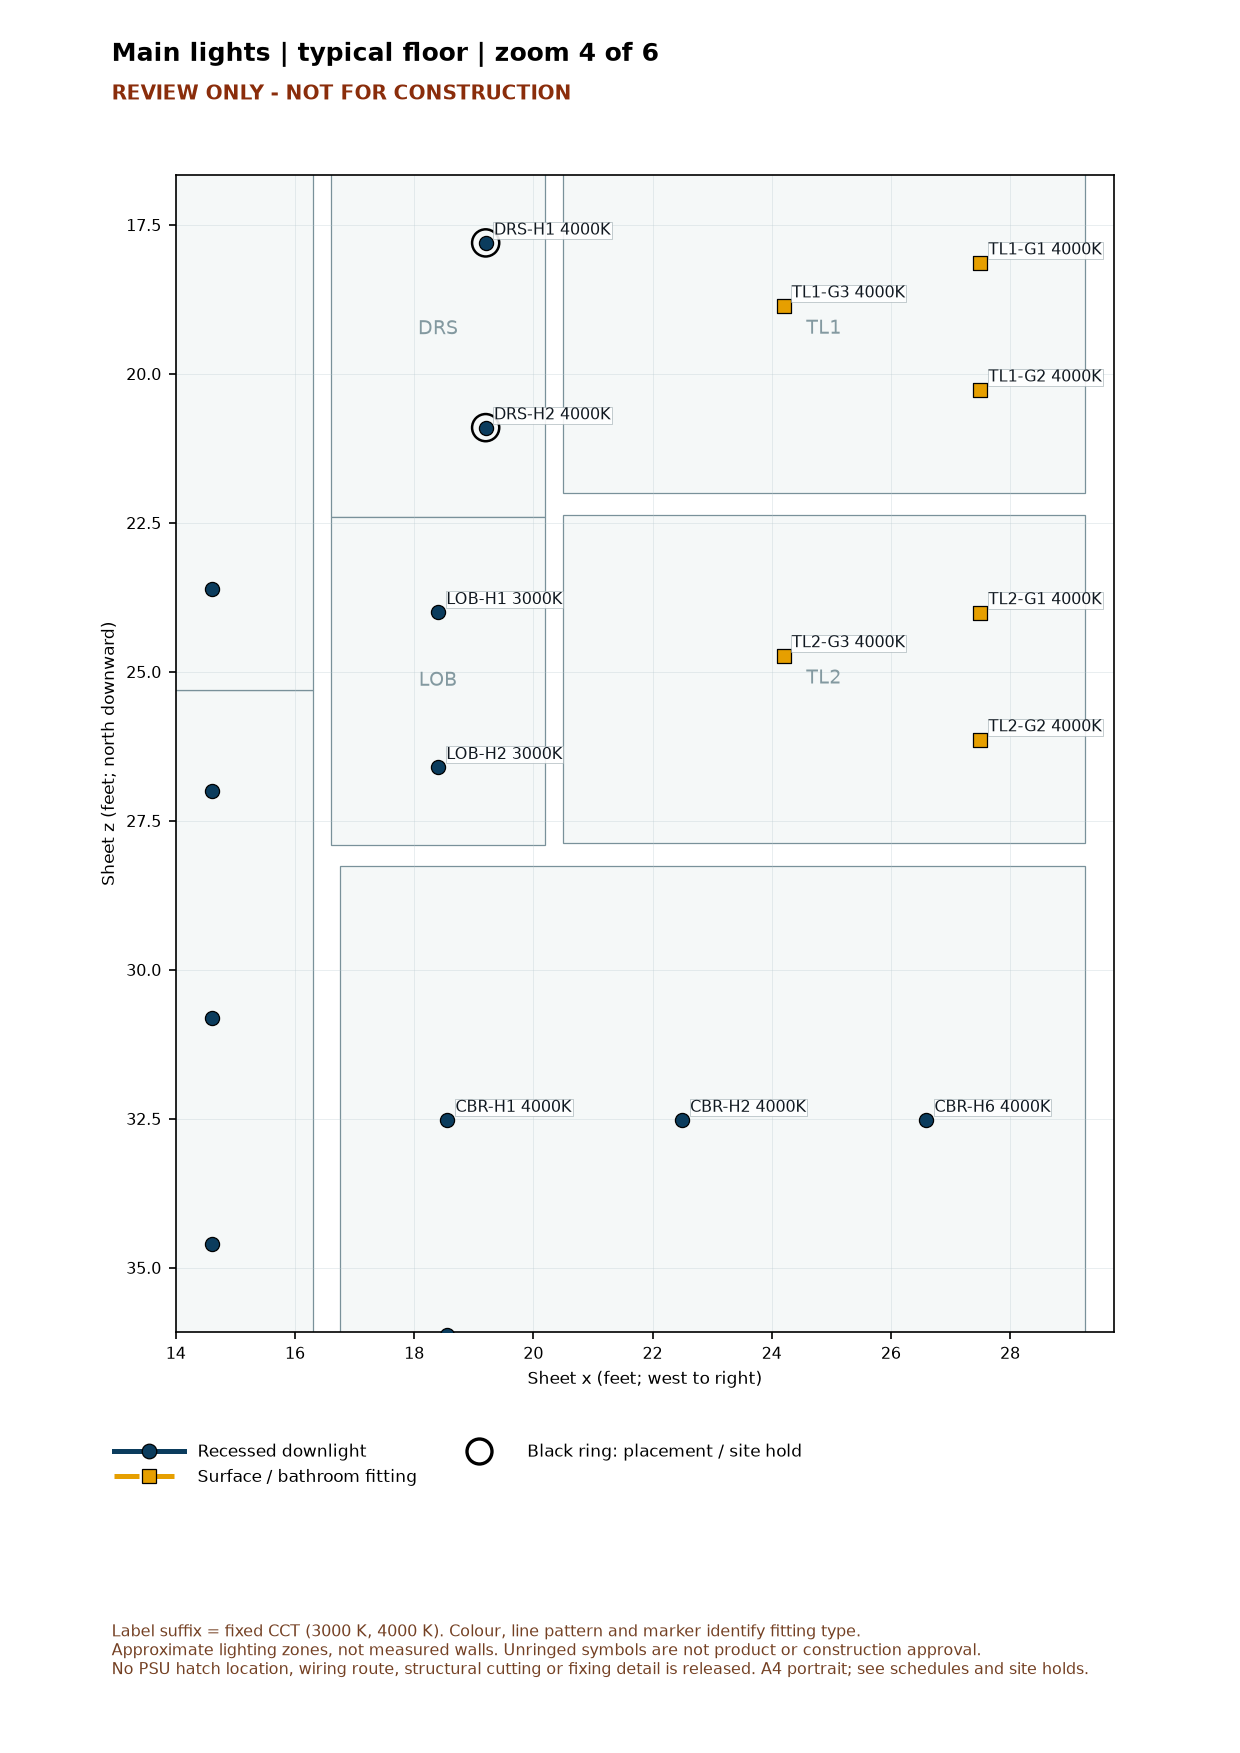 Main lights | typical floor | zoom 4 of 6
REVIEW ONLY - NOT FOR CONSTRUCTION
17.5
DRS-H1 4000K
TL1-G1 4000K
TL1-G3 4000K
DRS
TL1
20.0
TL1-G2 4000K
DRS-H2 4000K
22.5
LOB-H1 3000K
TL2-G1 4000K
TL2-G3 4000K
25.0
LOB
TL2
TL2-G2 4000K
LOB-H2 3000K
27.5
Sheet z (feet; north downward)
30.0
CBR-H1 4000K
CBR-H2 4000K
CBR-H6 4000K
32.5
35.0
14 16 18 20 22 24 26 28
Sheet x (feet; west to right)
Recessed downlight
Black ring: placement / site hold
Surface / bathroom fitting
Label suffix = fixed CCT (3000 K, 4000 K). Colour, line pattern and marker identify fitting type.
Approximate lighting zones, not measured walls. Unringed symbols are not product or construction approval.
No PSU hatch location, wiring route, structural cutting or fixing detail is released. A4 portrait; see schedules and site holds.